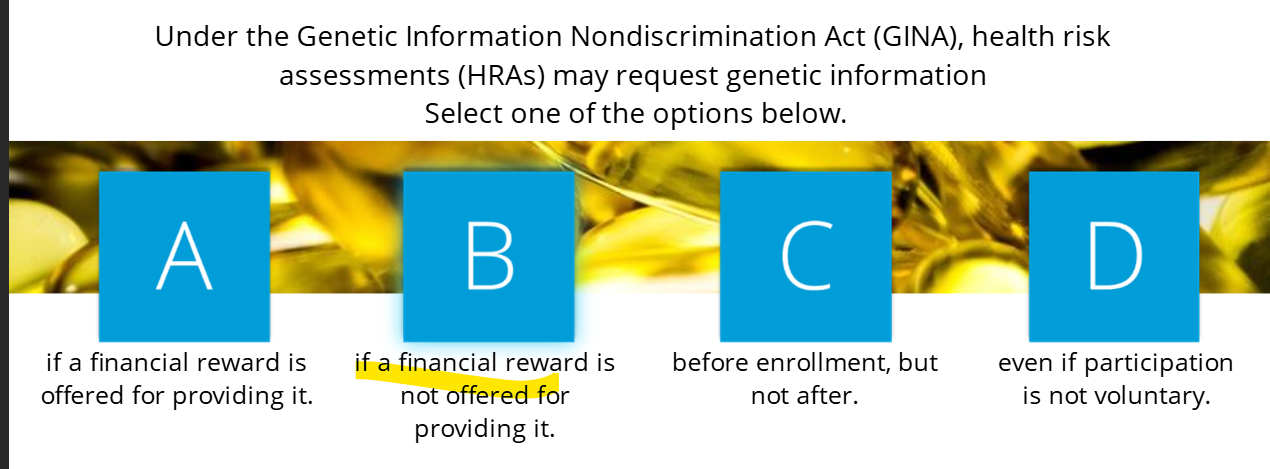 Under the Genetic Information Nondiscrimination Act (GINA), health risk
assessments (HRAs) may request genetic information
Select one of the options below.
A
if a financial reward is
offered for providing it.
B
if a financial reward is
not offered for
providing it.
C
before enrollment, but
not after.
D
even if participation
is not voluntary.